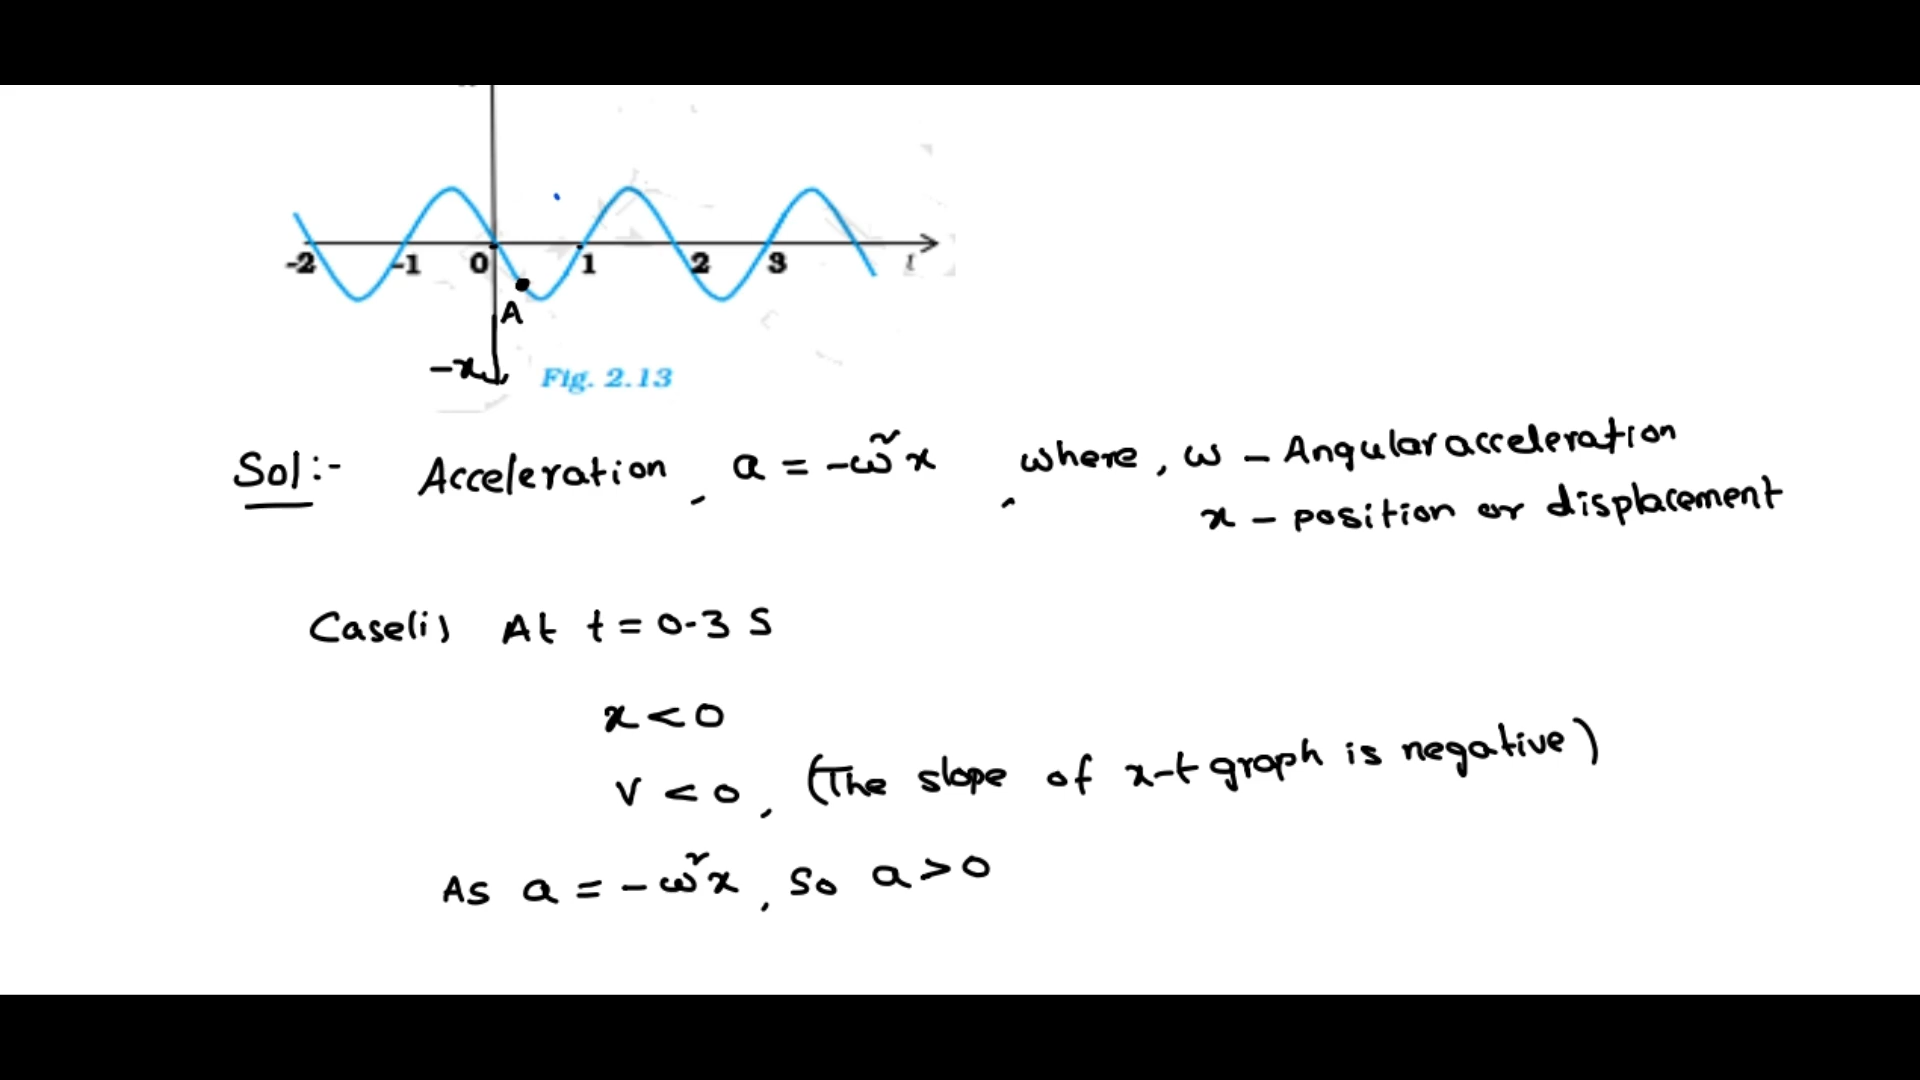 -2 -1 0 1 2 3 t
A
-x
Fig. 2.13
Sol:- Acceleration, a = -ω²x, where, ω - Angular acceleration
x - position or displacement
Case(i) At t = 0.3 S
x < 0
v < 0, (The slope of x-t graph is negative)
As a = -ω²x, So a > 0